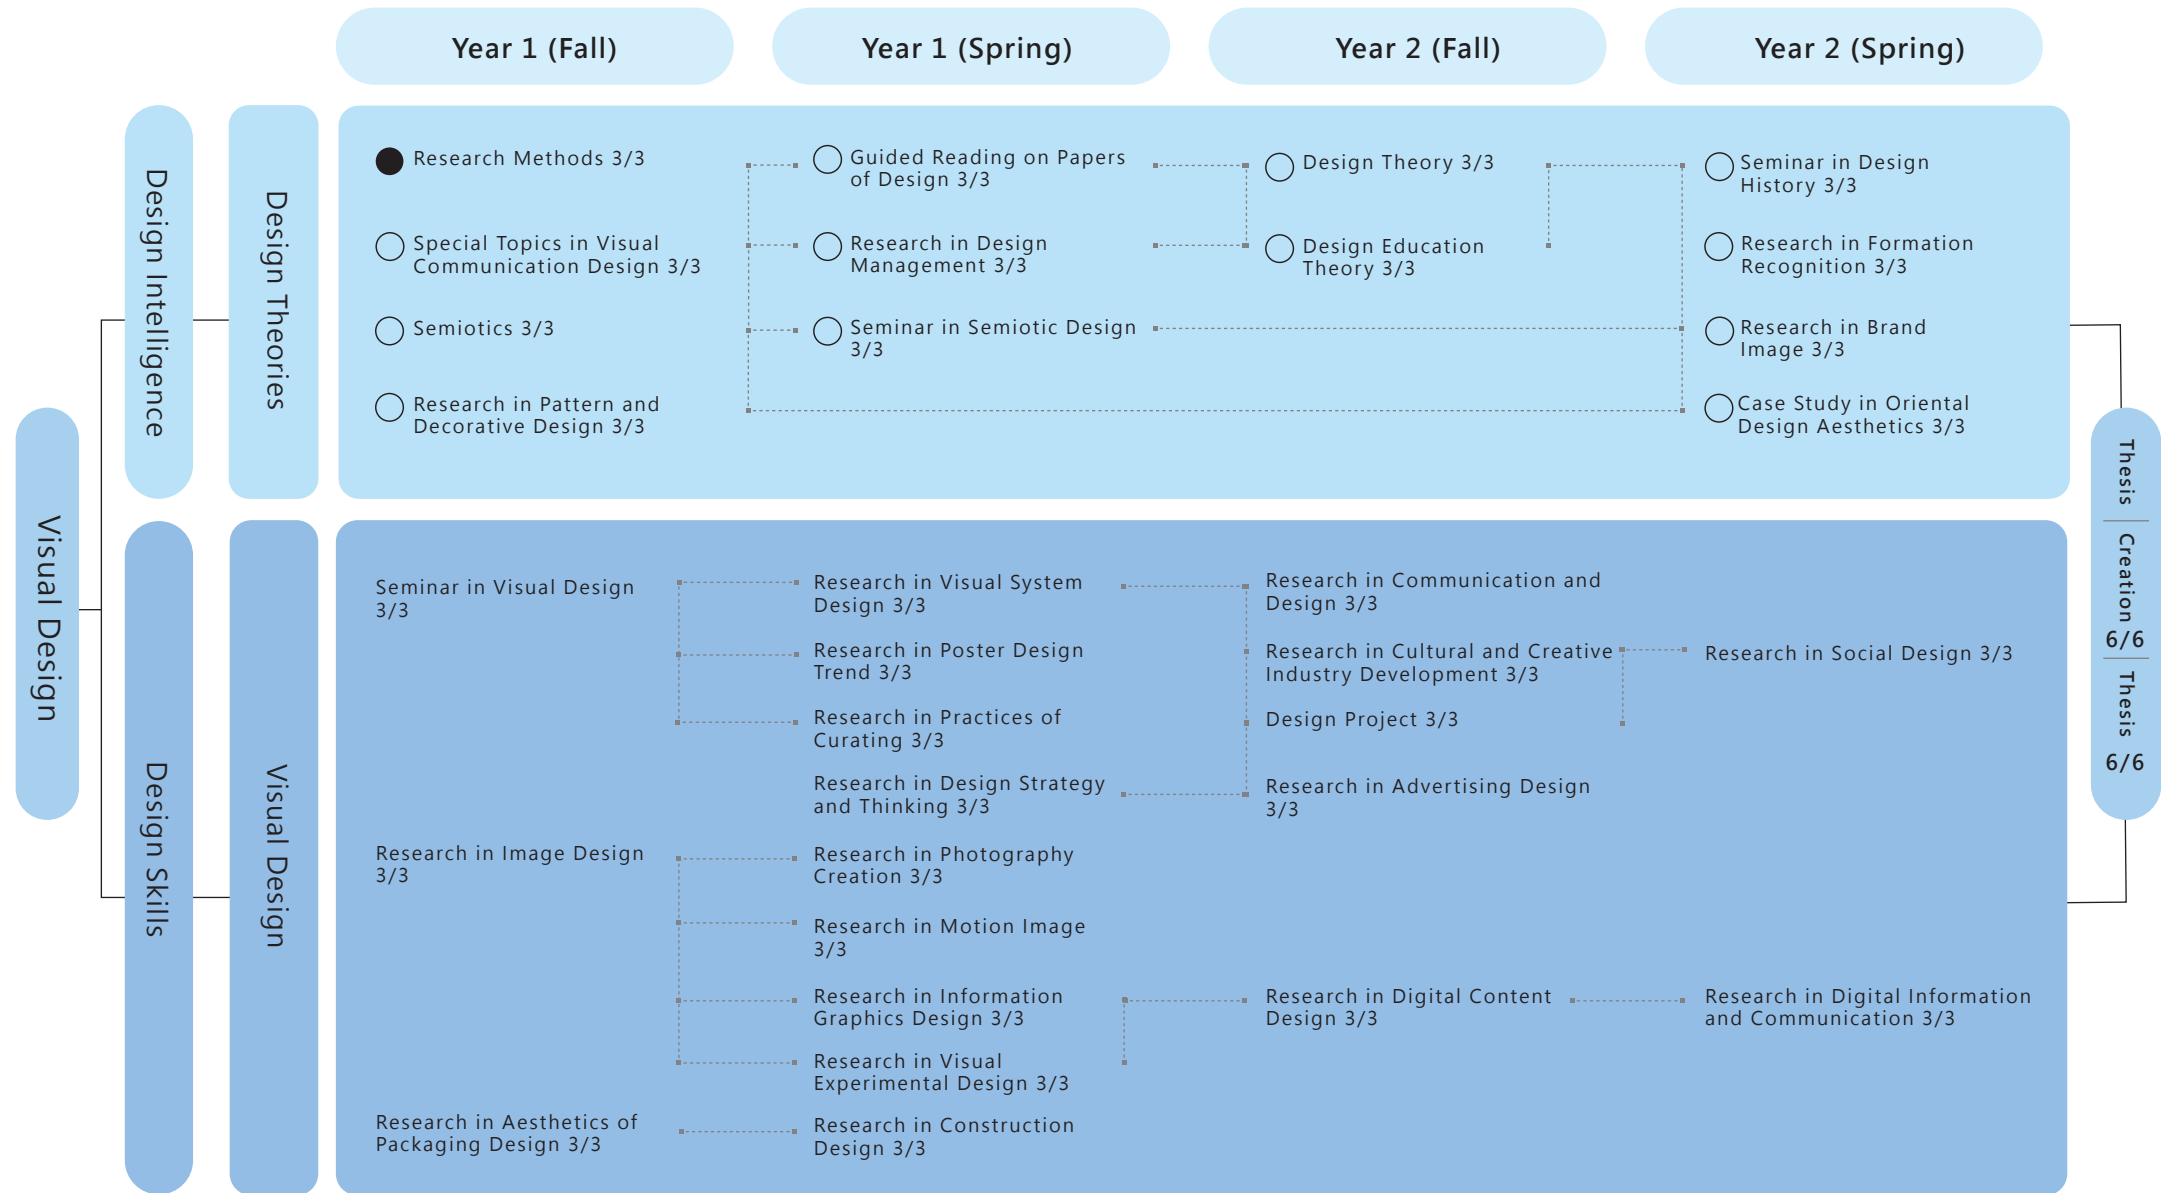 Year 1 (Fall)
Year 1 (Spring)
Year 2 (Fall)
Year 2 (Spring)
Visual Design
Design Intelligence
Design Theories
Research Methods 3/3
Special Topics in Visual
Communication Design 3/3
Semiotics 3/3
Research in Pattern and
Decorative Design 3/3
Guided Reading on Papers
of Design 3/3
Research in Design
Management 3/3
Seminar in Semiotic Design
3/3
Design Theory 3/3
Design Education
Theory 3/3
Seminar in Design
History 3/3
Research in Formation
Recognition 3/3
Research in Brand
Image 3/3
Case Study in Oriental
Design Aesthetics 3/3
Design Skills
Visual Design
Seminar in Visual Design
3/3
Research in Image Design
3/3
Research in Aesthetics of
Packaging Design 3/3
Research in Visual System
Design 3/3
Research in Poster Design
Trend 3/3
Research in Practices of
Curating 3/3
Research in Design Strategy
and Thinking 3/3
Research in Photography
Creation 3/3
Research in Motion Image
3/3
Research in Information
Graphics Design 3/3
Research in Visual
Experimental Design 3/3
Research in Construction
Design 3/3
Research in Communication and
Design 3/3
Research in Cultural and Creative
Industry Development 3/3
Design Project 3/3
Research in Advertising Design
3/3
Research in Digital Content
Design 3/3
Research in Social Design 3/3
Research in Digital Information
and Communication 3/3
Thesis
Creation
6/6
Thesis
6/6